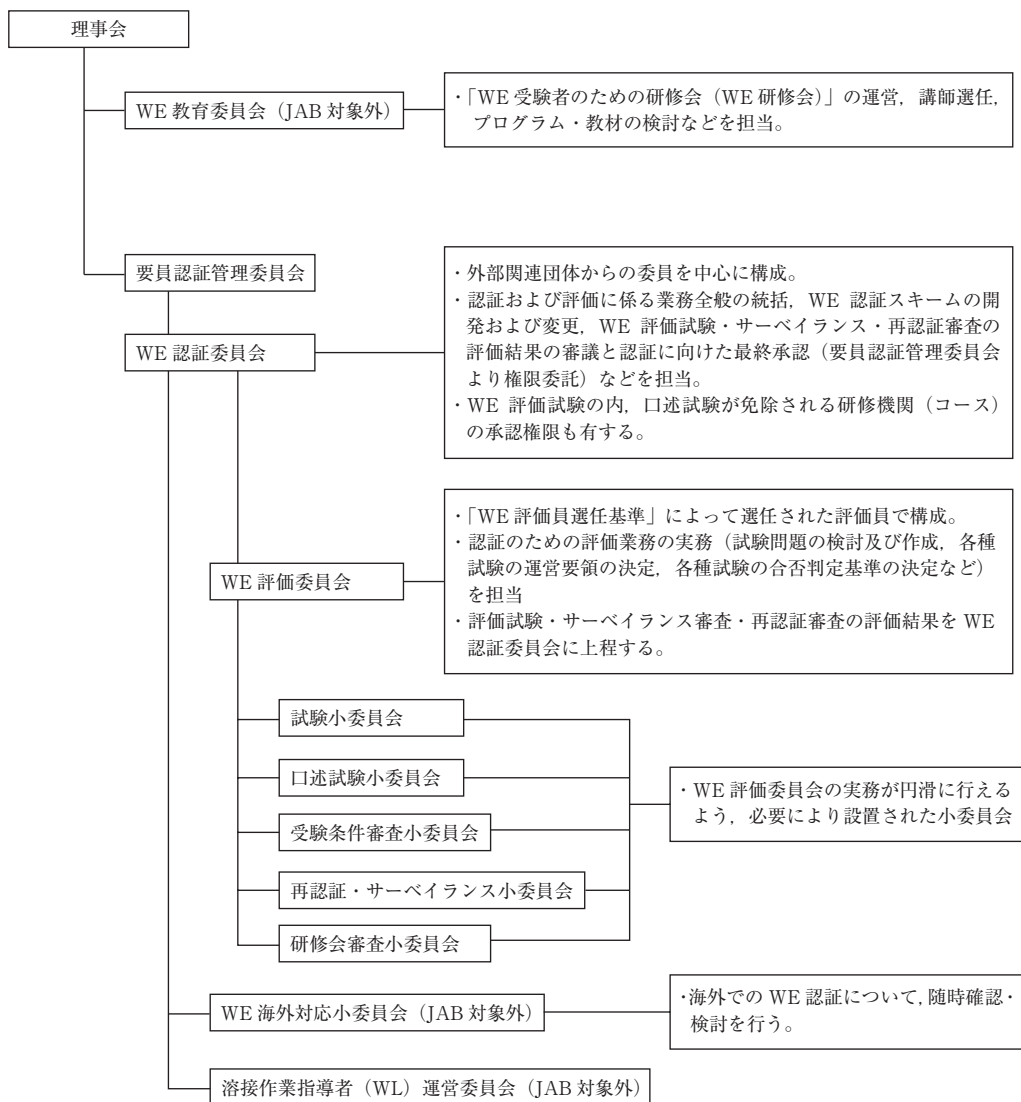 理事会
WE 教育委員会（JAB 対象外）
・「WE 受験者のための研修会（WE 研修会）」の運営，講師選任，
プログラム・教材の検討などを担当。
要員認証管理委員会
WE 認証委員会
・外部関連団体からの委員を中心に構成。
・認証および評価に係る業務全般の統括，WE 認証スキームの開
発および変更，WE 評価試験・サーベイランス・再認証審査の
評価結果の審議と認証に向けた最終承認（要員認証管理委員会
より権限委託）などを担当。
・WE 評価試験の内，口述試験が免除される研修機関（コース）
の承認権限も有する。
WE 評価委員会
・「WE 評価員選任基準」によって選任された評価員で構成。
・認証のための評価業務の実務（試験問題の検討及び作成，各種
試験の運営要領の決定，各種試験の合否判定基準の決定など）
を担当
・評価試験・サーベイランス審査・再認証審査の評価結果を WE
認証委員会に上程する。
試験小委員会
口述試験小委員会
受験条件審査小委員会
再認証・サーベイランス小委員会
研修会審査小委員会
・WE 評価委員会の実務が円滑に行える
よう，必要により設置された小委員会
WE 海外対応小委員会（JAB 対象外）
・海外での WE 認証について，随時確認・
検討を行う。
溶接作業指導者（WL）運営委員会（JAB 対象外）